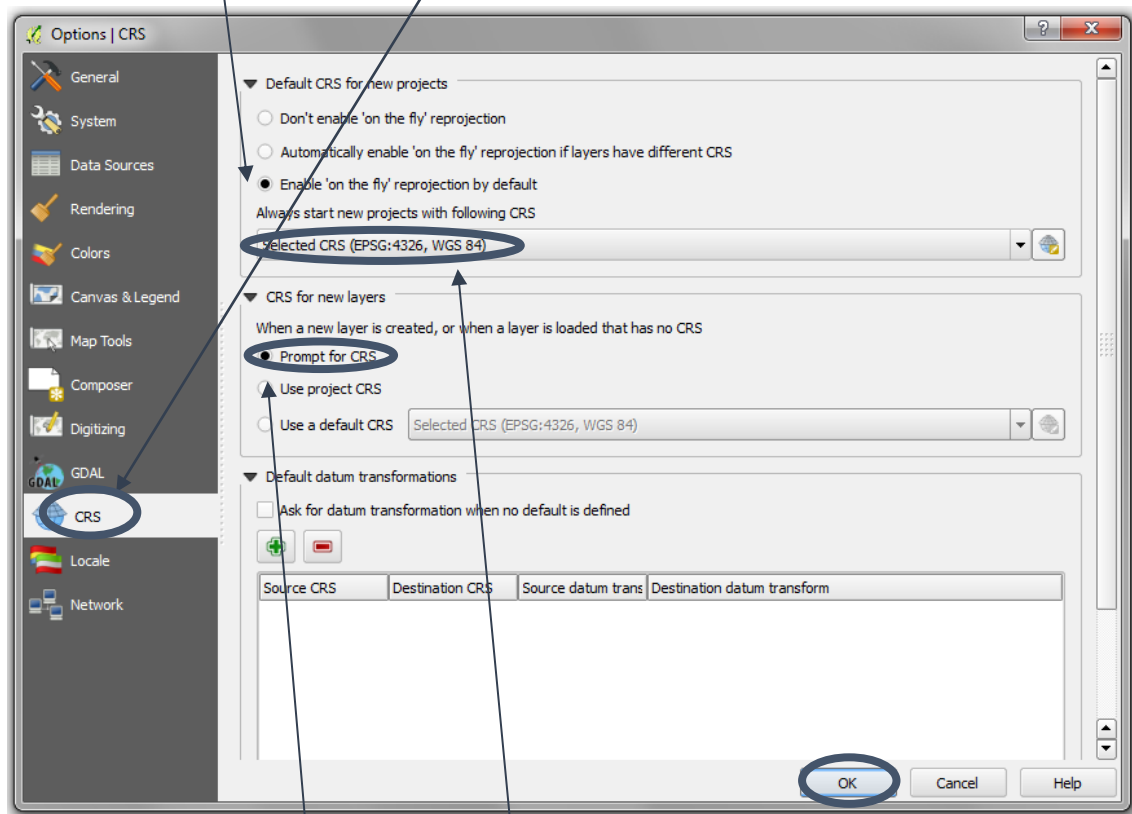 Options | CRS
General
System
Data Sources
Rendering
Colors
Canvas & Legend
Map Tools
Composer
Digitizing
GDAL
GDAL
CRS
Locale
Network
Default CRS for new projects
Don't enable 'on the fly' reprojection
Automatically enable 'on the fly' reprojection if layers have different CRS
Enable 'on the fly' reprojection by default
Always start new projects with following CRS
Selected CRS (EPSG:4326, WGS 84)
CRS for new layers
When a new layer is created, or when a layer is loaded that has no CRS
Prompt for CRS
Use project CRS
Use a default CRS Selected CRS (EPSG:4326, WGS 84)
Default datum transformations
Ask for datum transformation when no default is defined
Source CRS Destination CRS Source datum trans Destination datum transform
OK Cancel Help